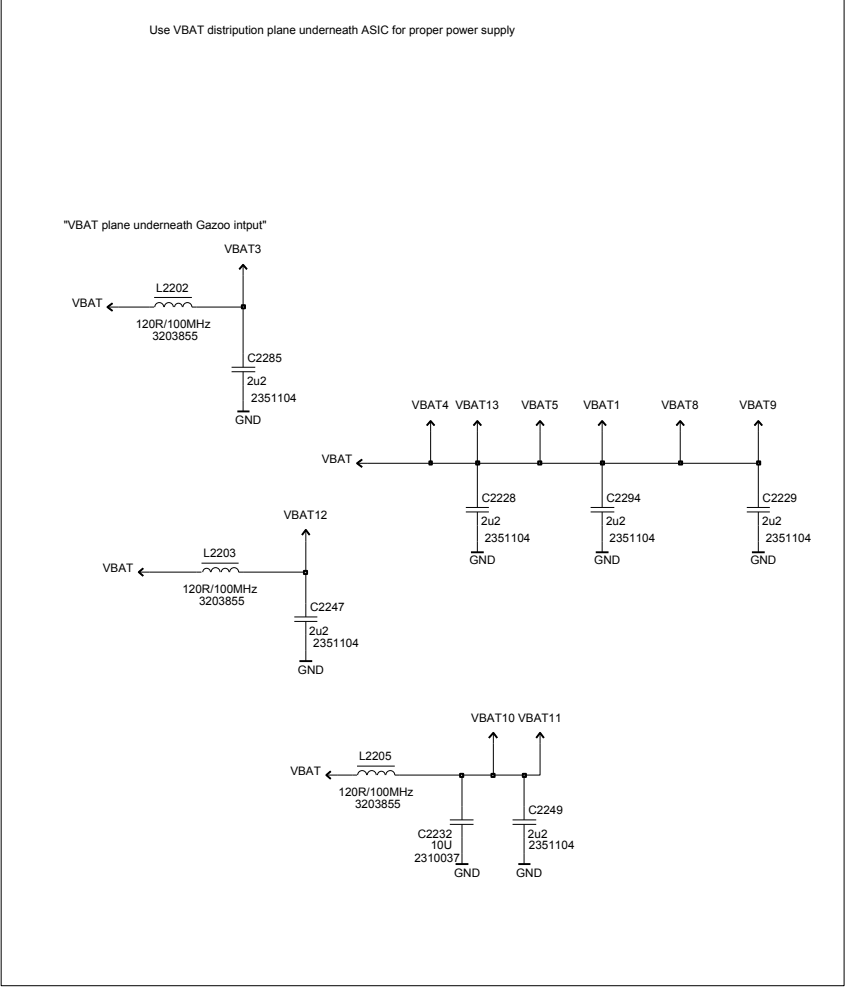 Use VBAT distripution plane underneath ASIC for proper power supply
"VBAT plane underneath Gazoo intput"
VBAT3
L2202
VBAT
120R/100MHz
3203855
C2285
2u2
2351104
GND
VBAT4 VBAT13 VBAT5 VBAT1 VBAT8 VBAT9
VBAT
C2228 C2294 C2229
2u2 2u2 2u2
2351104 2351104 2351104
GND GND GND
VBAT12
L2203
VBAT
120R/100MHz
3203855
C2247
2u2
2351104
GND
VBAT10 VBAT11
L2205
VBAT
120R/100MHz
3203855
C2232
10U
2310037
GND
C2249
2u2
2351104
GND